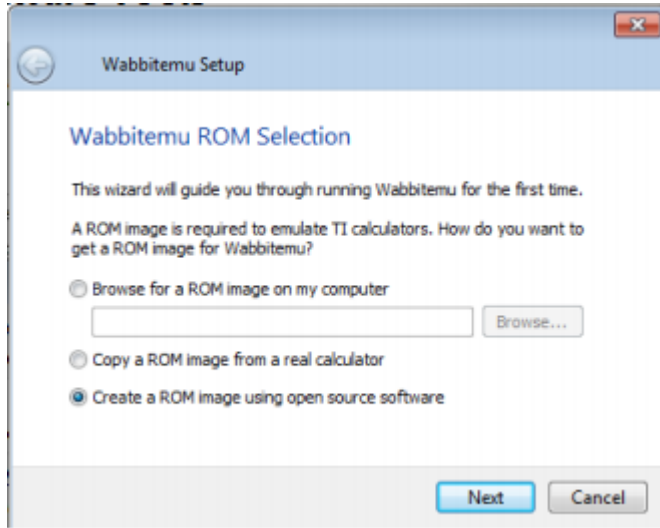 Wabbitemu Setup
Wabbitemu ROM Selection
This wizard will guide you through running Wabbitemu for the first time.
A ROM image is required to emulate TI calculators. How do you want to
get a ROM image for Wabbitemu?
Browse for a ROM image on my computer
Browse...
Copy a ROM image from a real calculator
Create a ROM image using open source software
Next Cancel